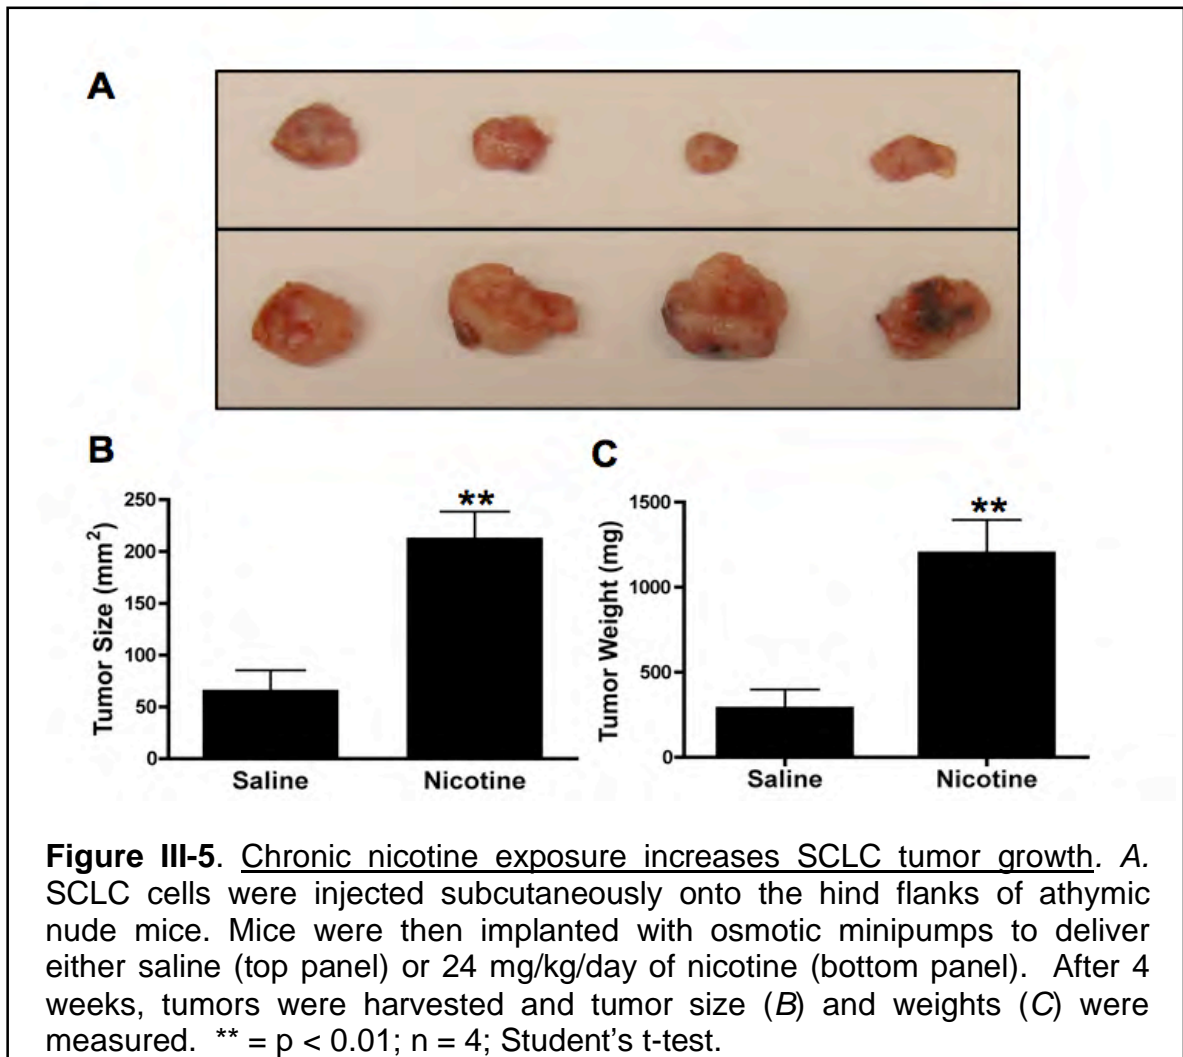 A
B
C
250
200
150
100
50
0
Tumor Size (mm²)
**
Saline
Nicotine
1500
1000
500
0
Tumor Weight (mg)
**
Saline
Nicotine
Figure III-5. Chronic nicotine exposure increases SCLC tumor growth. A.
SCLC cells were injected subcutaneously onto the hind flanks of athymic
nude mice. Mice were then implanted with osmotic minipumps to deliver
either saline (top panel) or 24 mg/kg/day of nicotine (bottom panel). After 4
weeks, tumors were harvested and tumor size (B) and weights (C) were
measured. ** = p < 0.01; n = 4; Student's t-test.